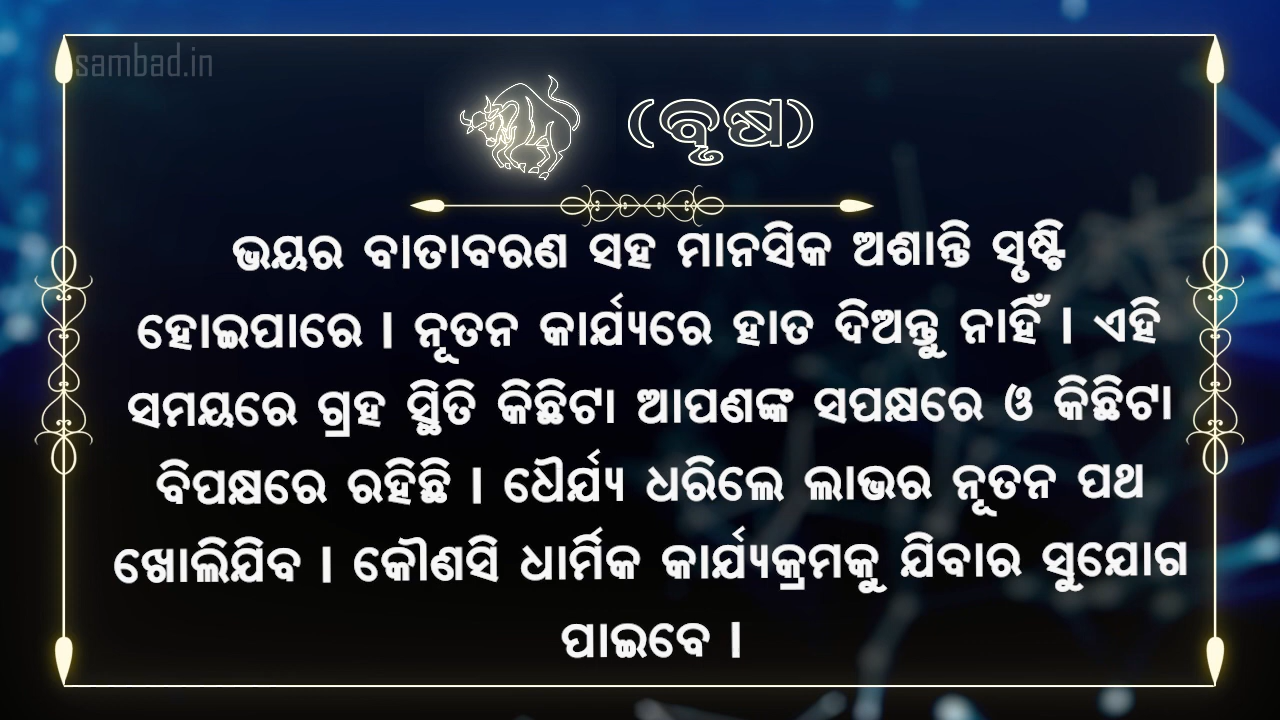 sambad.in
(ବୃଷ)
ଭୟର ବାତାବରଣ ସହ ମାନସିକ ଅଶାନ୍ତି ସୃଷ୍ଟି
ହୋଇପାରେ । ନୂତନ କାର୍ଯ୍ୟରେ ହାତ ଦିଅନ୍ତୁ ନାହିଁ । ଏହି
ସମୟରେ ଗ୍ରହ ସ୍ଥିତି କିଛିଟା ଆପଣଙ୍କ ସପକ୍ଷରେ ଓ କିଛିଟା
ବିପକ୍ଷରେ ରହିଛି । ଧୈର୍ଯ୍ୟ ଧରିଲେ ଲାଭର ନୂତନ ପଥ
ଖୋଲିଯିବ । କୌଣସି ଧାର୍ମିକ କାର୍ଯ୍ୟକ୍ରମକୁ ଯିବାର ସୁଯୋଗ
ପାଇବେ ।